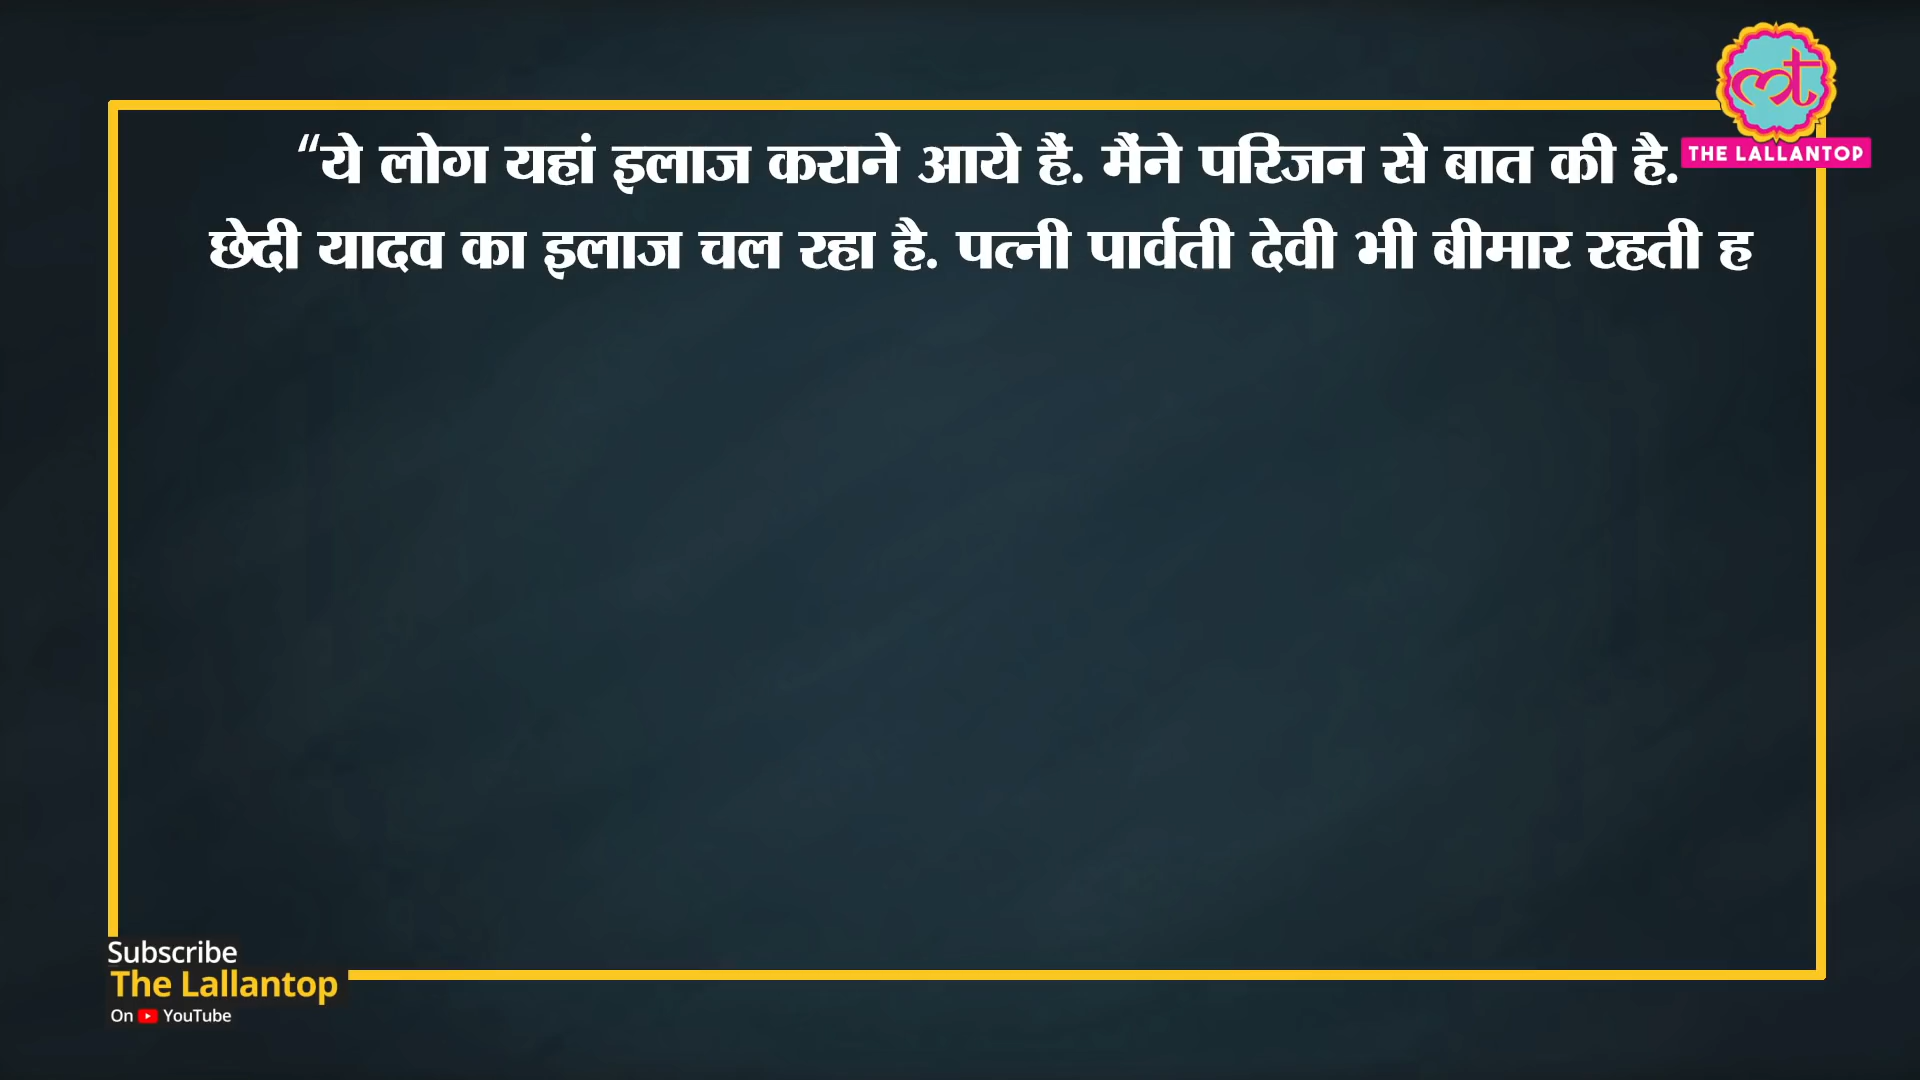 THE LALLANTOP
“ये लोग यहां इलाज कराने आये हैं. मैंने परिजन से बात की है.
छेदी यादव का इलाज चल रहा है. पत्नी पार्वती देवी भी बीमार रहती ह
Subscribe
The Lallantop
On YouTube